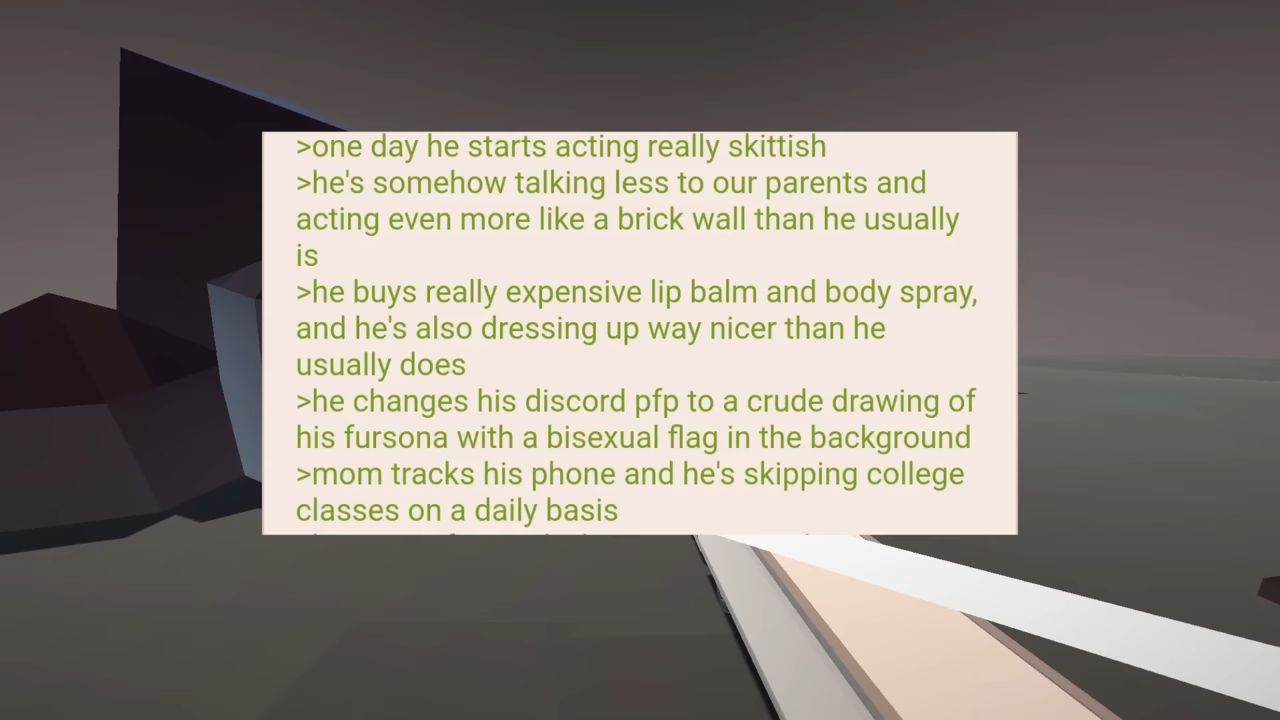 >one day he starts acting really skittish
>he's somehow talking less to our parents and
acting even more like a brick wall than he usually
is
>he buys really expensive lip balm and body spray,
and he's also dressing up way nicer than he
usually does
>he changes his discord pfp to a crude drawing of
his fursona with a bisexual flag in the background
>mom tracks his phone and he's skipping college
classes on a daily basis